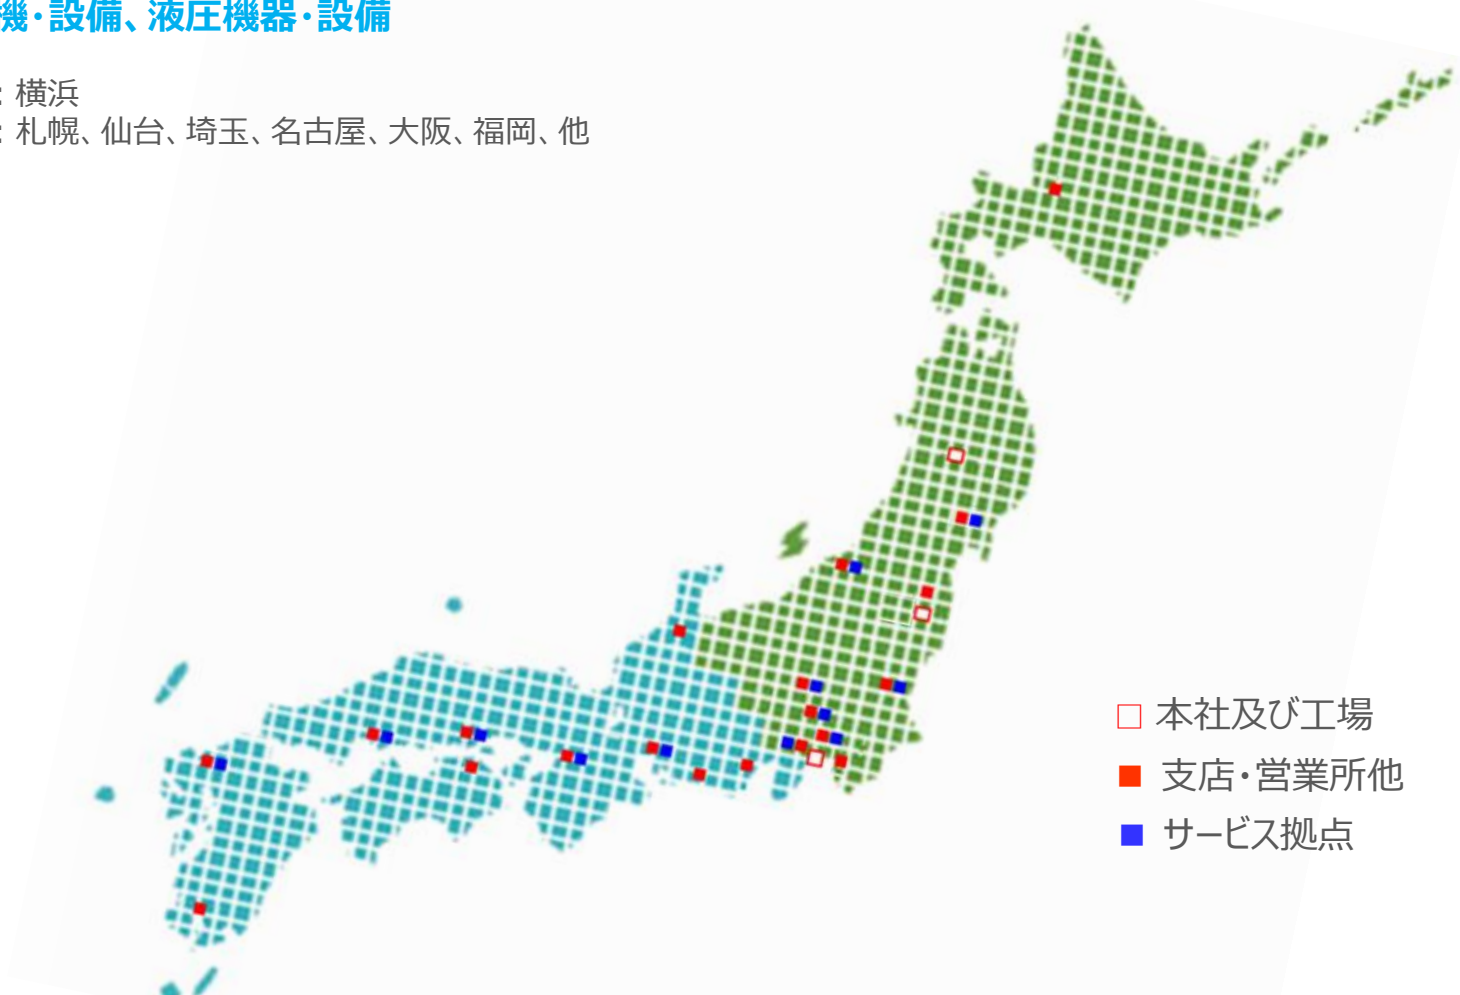 機・設備、液圧機器・設備
: 横浜
: 札幌、仙台、埼玉、名古屋、大阪、福岡、他
本社及び工場
支店・営業所他
サービス拠点